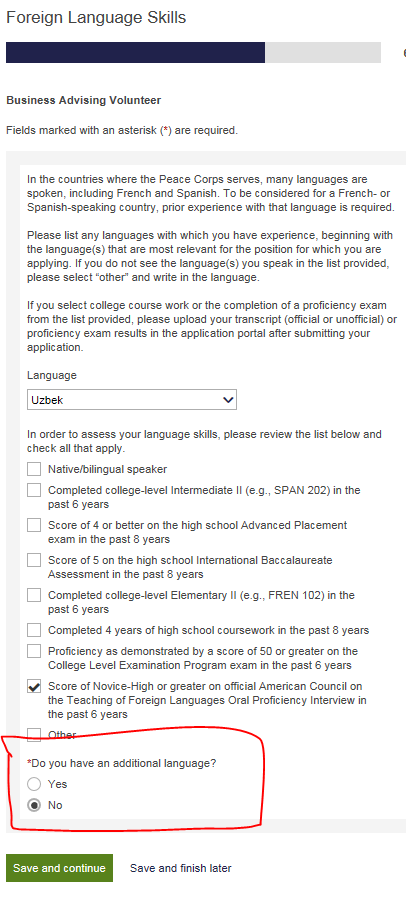 Foreign Language Skills
Business Advising Volunteer
Fields marked with an asterisk (*) are required.
In the countries where the Peace Corps serves, many languages are
spoken, including French and Spanish. To be considered for a French- or
Spanish-speaking country, prior experience with that language is required.
Please list any languages with which you have experience, beginning with
the language(s) that are most relevant for the position for which you are
applying. If you do not see the language(s) you speak in the list provided,
please select “other” and write in the language.
If you select college course work or the completion of a proficiency exam
from the list provided, please upload your transcript (official or unofficial) or
proficiency exam results in the application portal after submitting your
application.
Language
Uzbek
In order to assess your language skills, please review the list below and
check all that apply.
Native/bilingual speaker
Completed college-level Intermediate II (e.g., SPAN 202) in the
past 6 years
Score of 4 or better on the high school Advanced Placement
exam in the past 8 years
Score of 5 on the high school International Baccalaureate
Assessment in the past 8 years
Completed college-level Elementary II (e.g., FREN 102) in the
past 6 years
Completed 4 years of high school coursework in the past 8 years
Proficiency as demonstrated by a score of 50 or greater on the
College Level Examination Program exam in the past 6 years
Score of Novice-High or greater on official American Council on
the Teaching of Foreign Languages Oral Proficiency Interview in
the past 6 years
Other
*Do you have an additional language?
Yes
No
Save and continue
Save and finish later